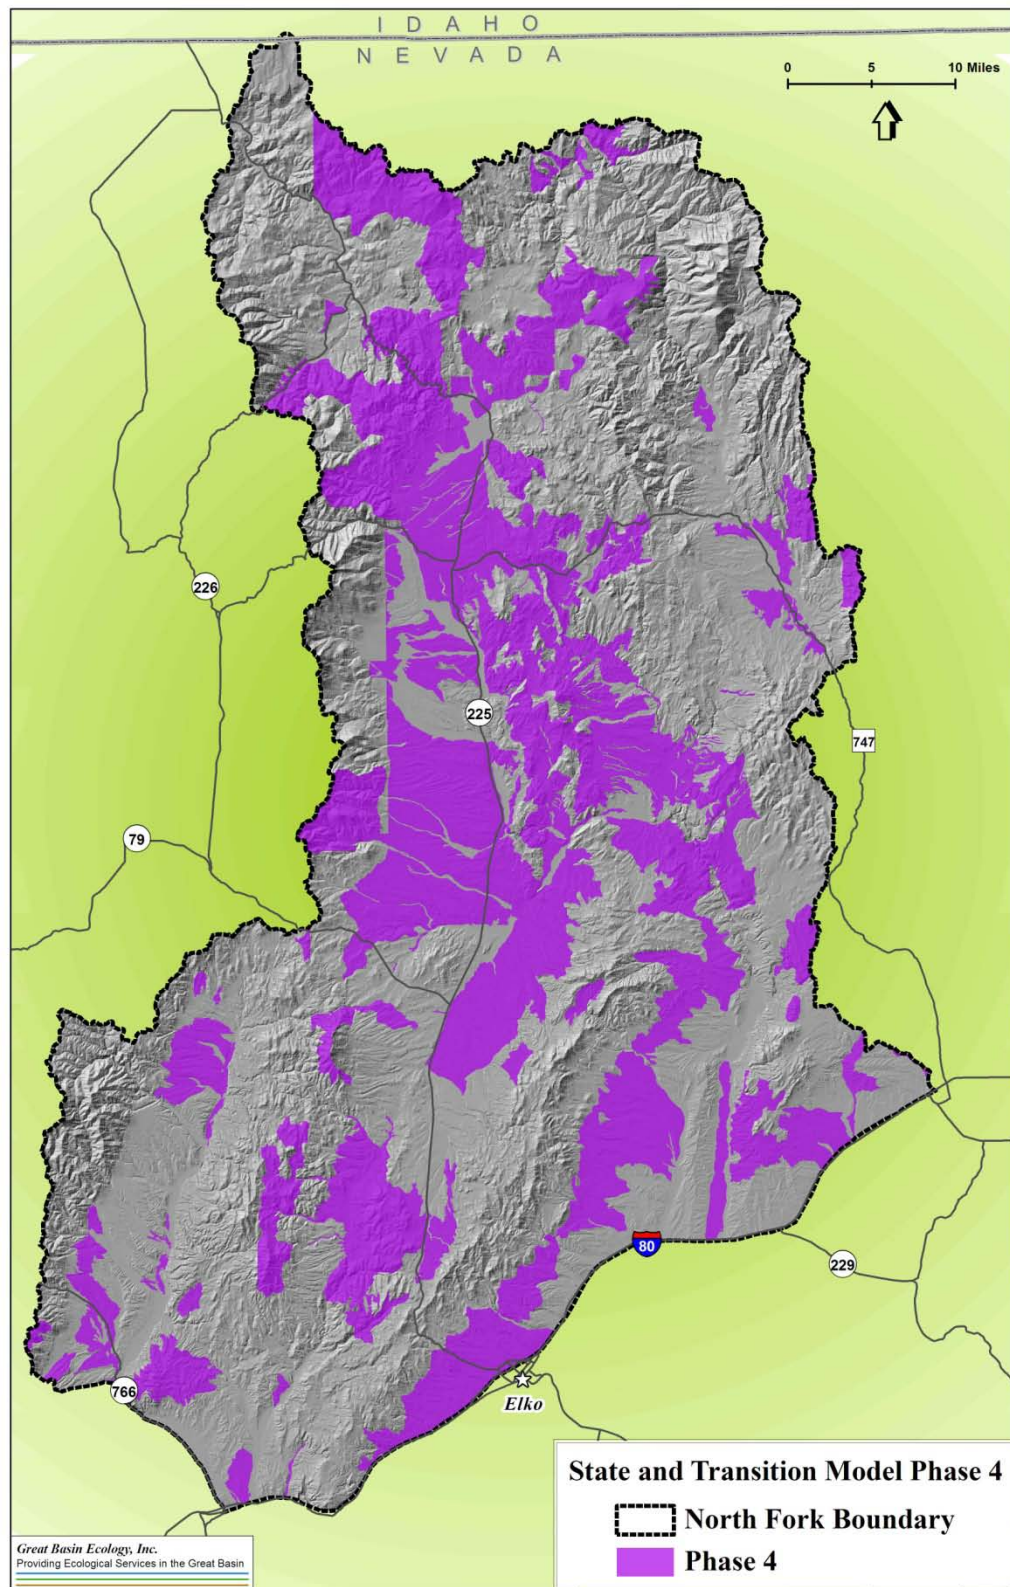 I D A H O
N E V A D A
0 5 10 Miles
226
225
747
79
80
229
766
Elko
State and Transition Model Phase 4
North Fork Boundary
Phase 4
Great Basin Ecology, Inc.
Providing Ecological Services in the Great Basin